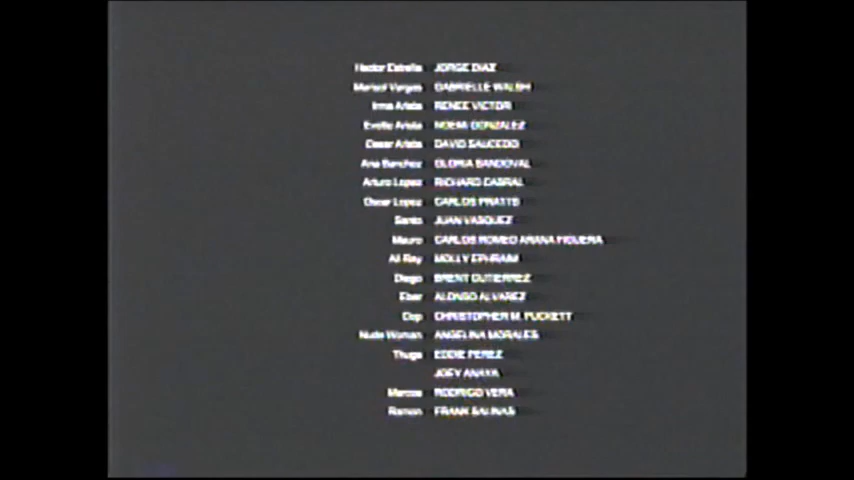 Hector Estrella JORGE DIAZ
Marisol Vargas GABRIELLE WALSH
Irma Arista RENEE VICTOR
Evette Arista NOEMI GONZALEZ
Cesar Arista DAVID SAUCEDO
Ana Sanchez GLORIA SANDOVAL
Arturo Lopez RICHARD CABRAL
Oscar Lopez CARLOS PRATTS
Santo JUAN VASQUEZ
Mauro CARLOS ROMEO ARANA FIGUERA
Ali Rey MOLLY EPHRAIM
Diego BRENT GUTIERREZ
Eber ALONSO ALVAREZ
Cop CHRISTOPHER M. PUCKETT
Nude Woman ANGELINA MORALES
Thugs EDDIE PEREZ
JOEY ANAYA
Marcos RODRIGO VERA
Ramon FRANK SALINAS